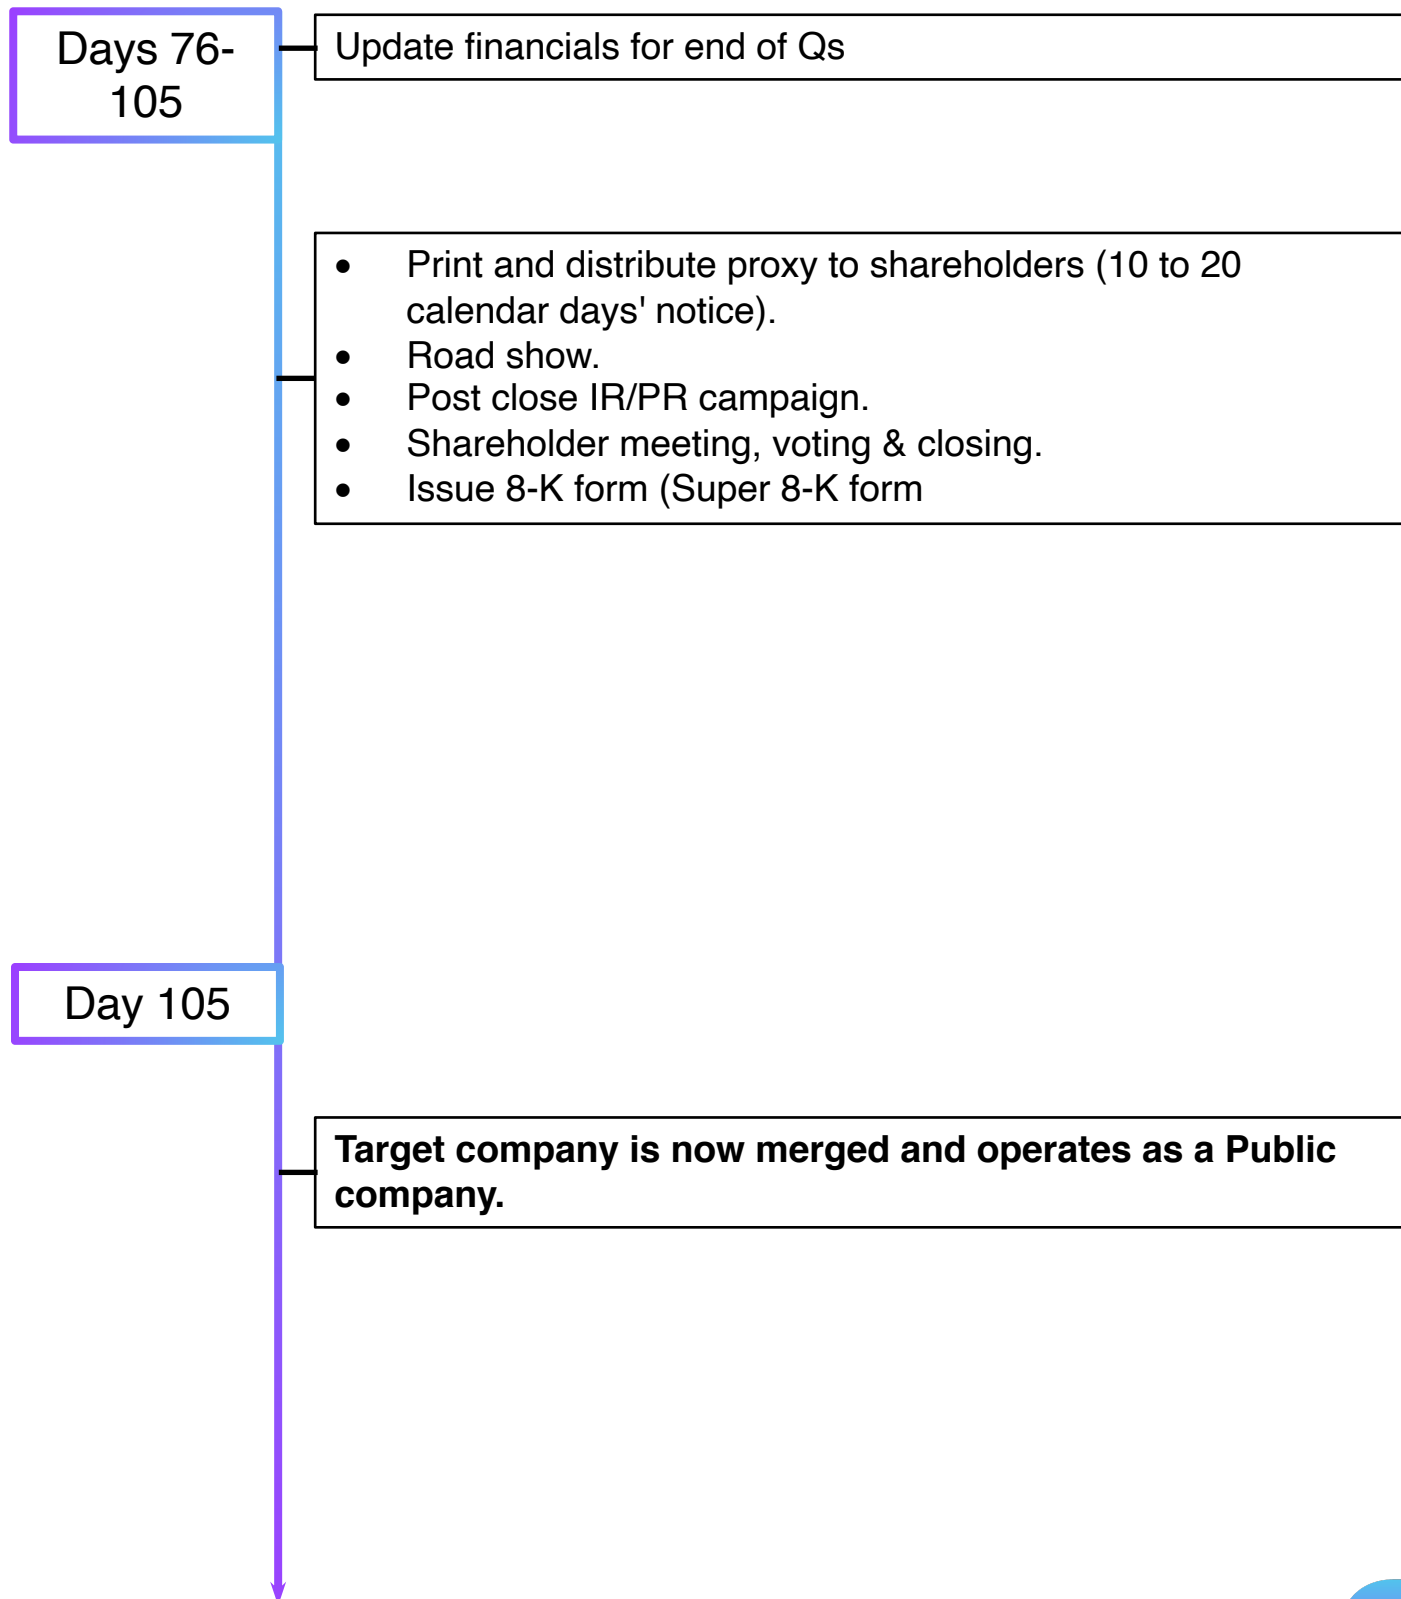 Days 76-
105
Update financials for end of Qs
• Print and distribute proxy to shareholders (10 to 20
calendar days' notice).
• Road show.
• Post close IR/PR campaign.
• Shareholder meeting, voting & closing.
• Issue 8-K form (Super 8-K form
Day 105
Target company is now merged and operates as a Public
company.